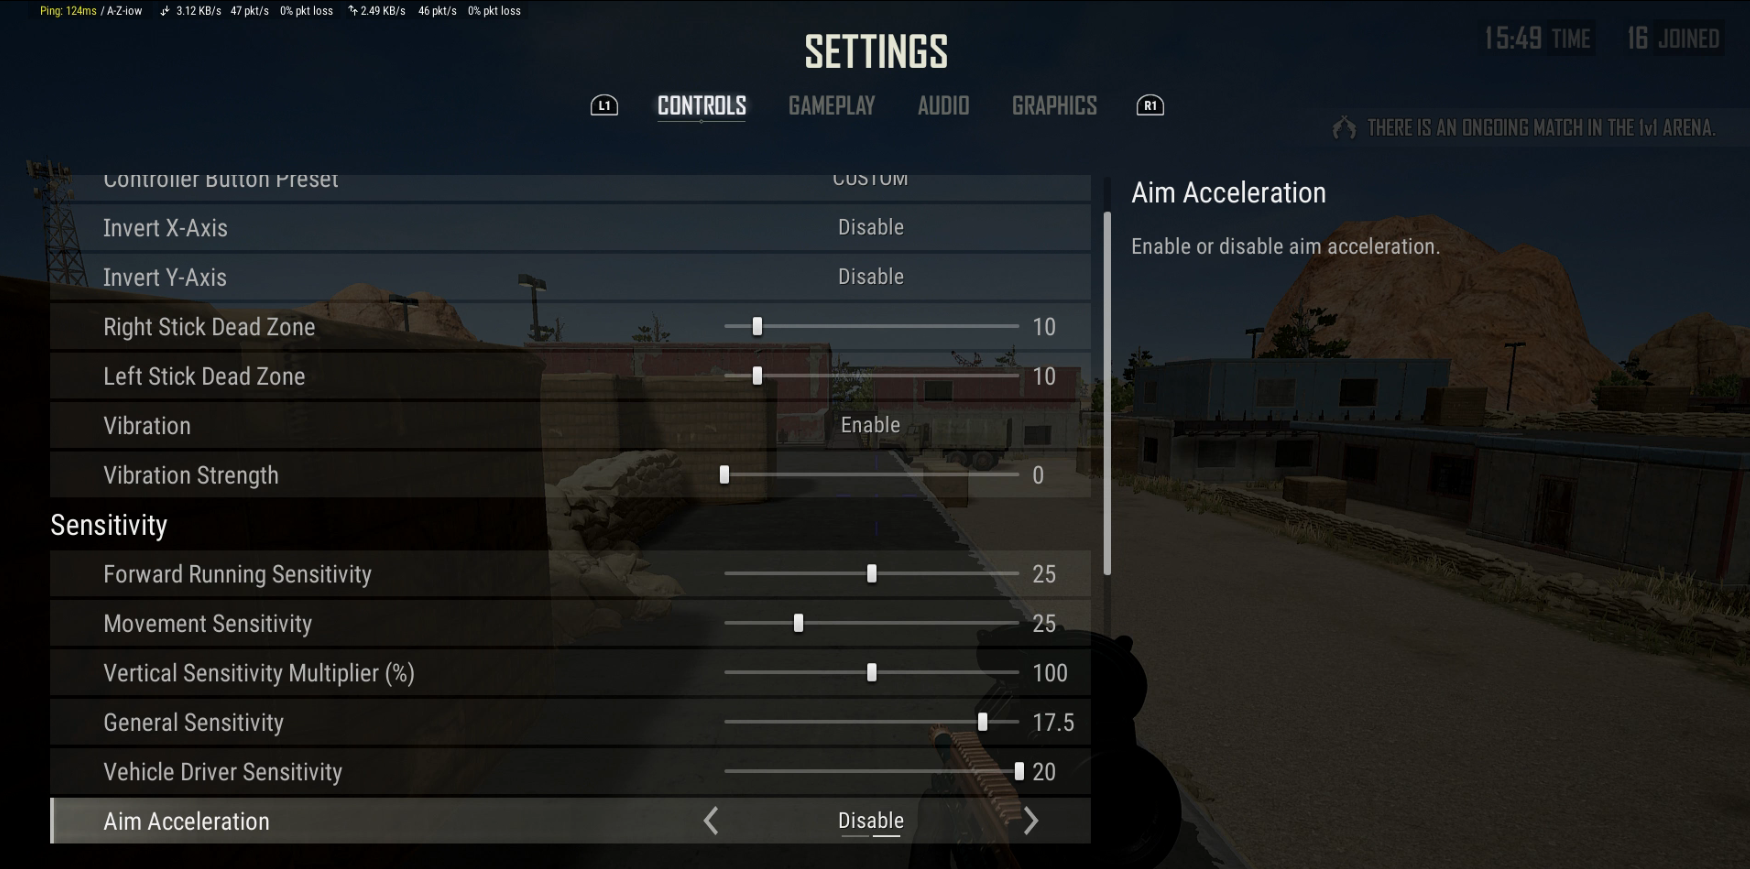 Ping: 124ms / A-Z-iow 3.12 KB/s 47 pkt/s 0% pkt loss 2.49 KB/s 46 pkt/s 0% pkt loss
SETTINGS
15:49 TIME 16 JOINED
L1 CONTROLS GAMEPLAY AUDIO GRAPHICS R1
THERE IS AN ONGOING MATCH IN THE 1v1 ARENA.
Controller Button Preset CUSTOM
Invert X-Axis Disable
Invert Y-Axis Disable
Right Stick Dead Zone 10
Left Stick Dead Zone 10
Vibration Enable
Vibration Strength 0
Sensitivity
Forward Running Sensitivity 25
Movement Sensitivity 25
Vertical Sensitivity Multiplier (%) 100
General Sensitivity 17.5
Vehicle Driver Sensitivity 20
Aim Acceleration Disable
Aim Acceleration
Enable or disable aim acceleration.